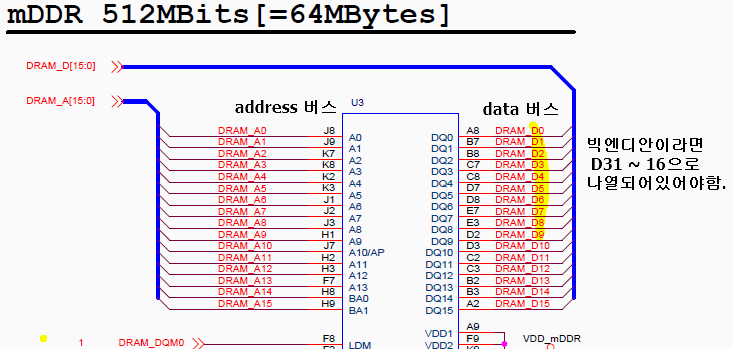 mDDR 512MBits[=64MBytes]
DRAM_D[15:0]
DRAM_A[15:0]
address 버스 U3 data 버스
DRAM_A0 J8 A0 DQ0 A8 DRAM_D0
DRAM_A1 J9 A1 DQ1 B7 DRAM_D1
DRAM_A2 K7 A2 DQ2 B8 DRAM_D2
DRAM_A3 K8 A3 DQ3 C7 DRAM_D3
DRAM_A4 K2 A4 DQ4 C8 DRAM_D4
DRAM_A5 K3 A5 DQ5 D7 DRAM_D5
DRAM_A6 J1 A6 DQ6 D8 DRAM_D6
DRAM_A7 J2 A7 DQ7 E7 DRAM_D7
DRAM_A8 J3 A8 DQ8 E3 DRAM_D8
DRAM_A9 H1 A9 DQ9 D2 DRAM_D9
DRAM_A10 J7 A10/AP DQ10 D3 DRAM_D10
DRAM_A11 H2 A11 DQ11 C2 DRAM_D11
DRAM_A12 H3 A12 DQ12 C3 DRAM_D12
DRAM_A13 F7 A13 DQ13 B2 DRAM_D13
DRAM_A14 H8 BA0 DQ14 B3 DRAM_D14
DRAM_A15 H9 BA1 DQ15 A2 DRAM_D15
빅엔디안이라면
D31 ~ 16으로
나열되어있어야함.
1 DRAM_DQM0 F8 LDM VDD1 A9
VDD2 F9 VDD_mDDR